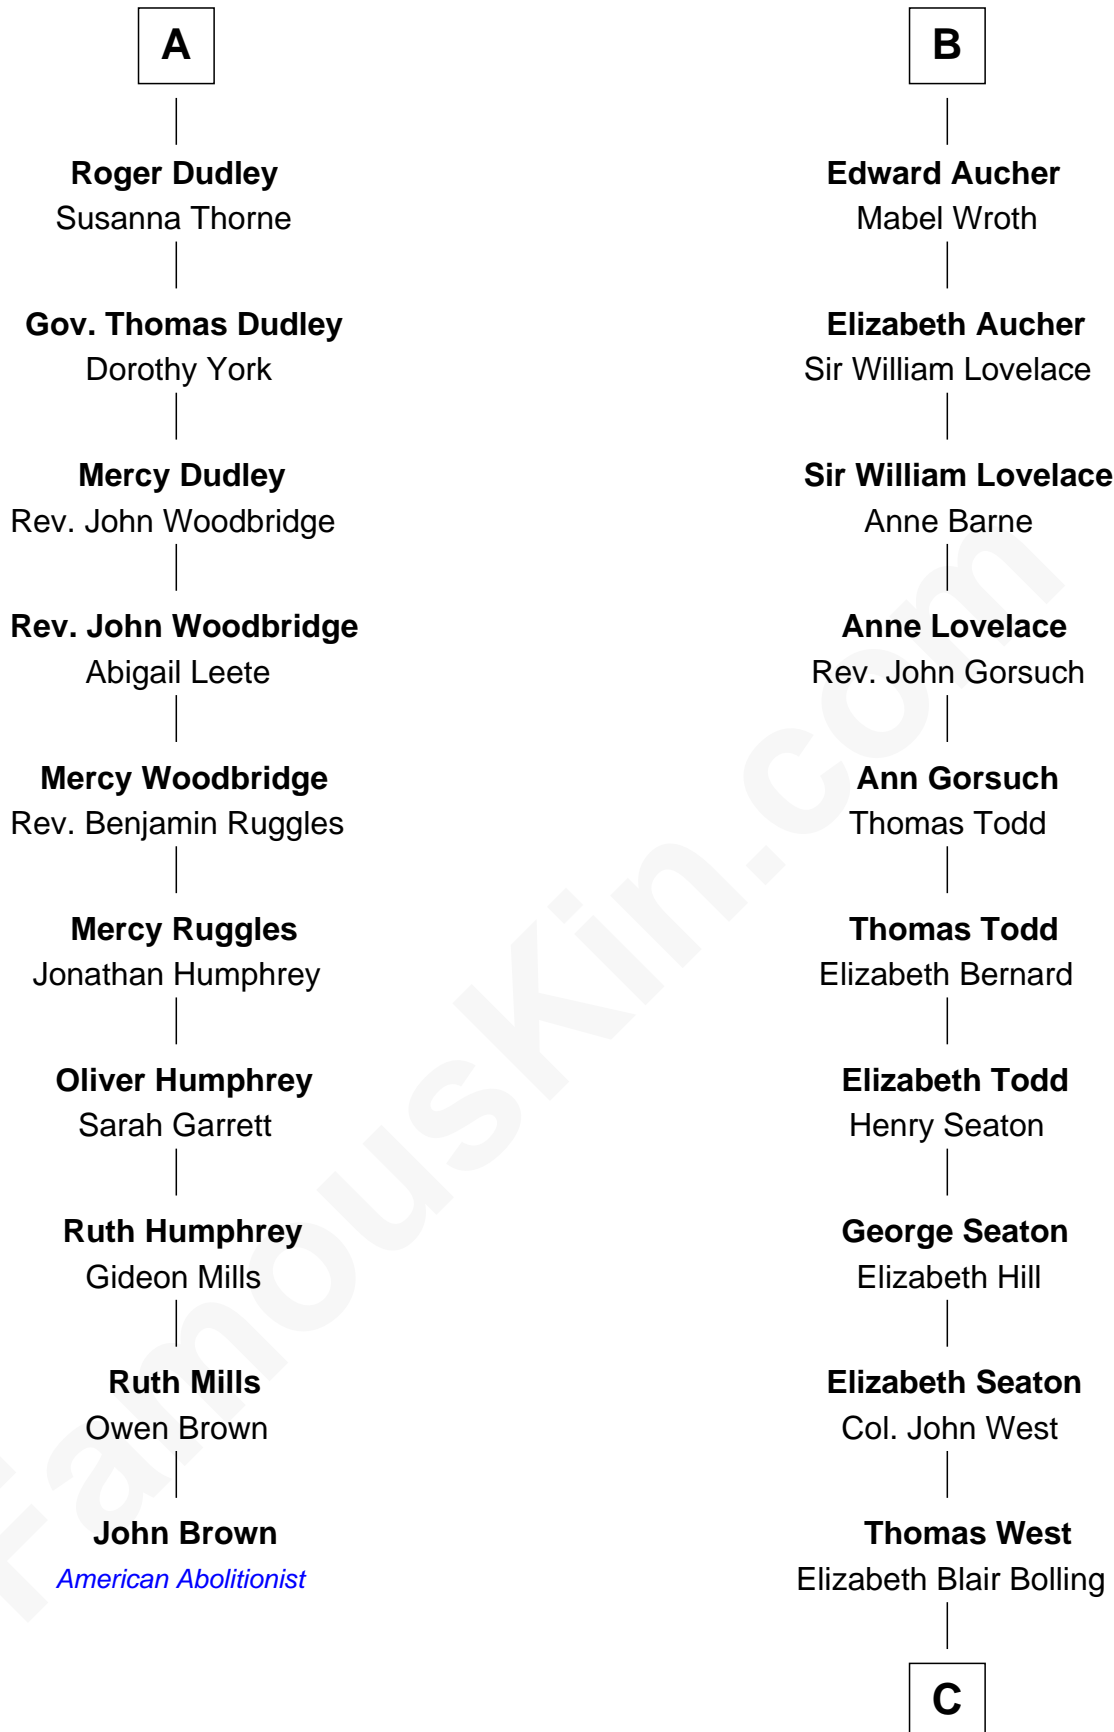 A
Roger Dudley
Susanna Thorne
Gov. Thomas Dudley
Dorothy York
Mercy Dudley
Rev. John Woodbridge
Rev. John Woodbridge
Abigail Leete
Mercy Woodbridge
Rev. Benjamin Ruggles
Mercy Ruggles
Jonathan Humphrey
Oliver Humphrey
Sarah Garrett
Ruth Humphrey
Gideon Mills
Ruth Mills
Owen Brown
John Brown
American Abolitionist
B
Edward Aucher
Mabel Wroth
Elizabeth Aucher
Sir William Lovelace
Sir William Lovelace
Anne Barne
Anne Lovelace
Rev. John Gorsuch
Ann Gorsuch
Thomas Todd
Thomas Todd
Elizabeth Bernard
Elizabeth Todd
Henry Seaton
George Seaton
Elizabeth Hill
Elizabeth Seaton
Col. John West
Thomas West
Elizabeth Blair Bolling
C
FamousKin.com